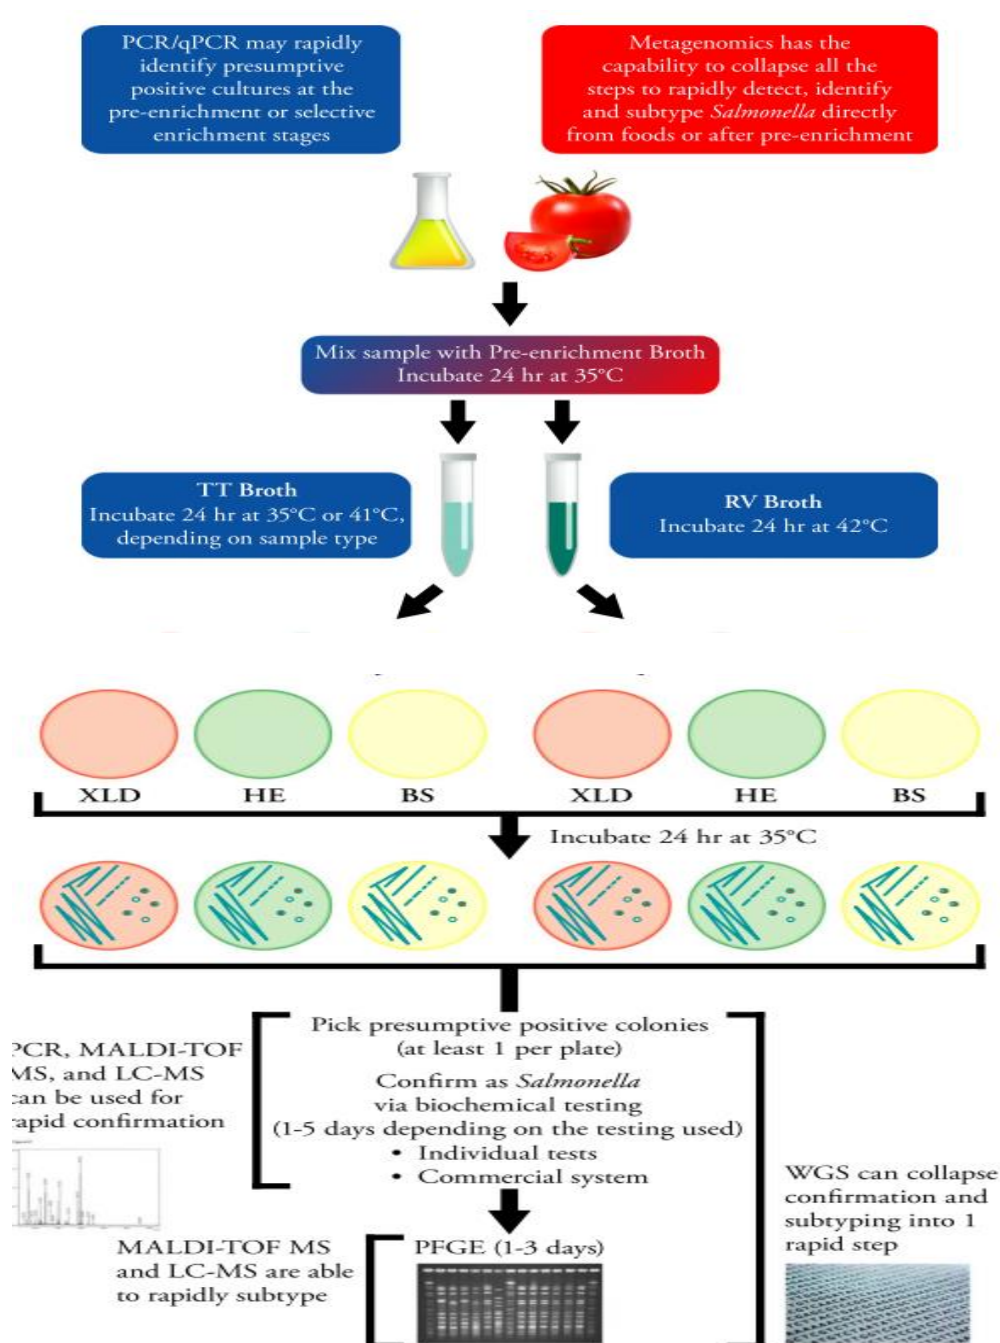 PCR/qPCR may rapidly
identify presumptive
positive cultures at the
pre-enrichment or selective
enrichment stages
Metagenomics has the
capability to collapse all the
steps to rapidly detect, identify
and subtype Salmonella directly
from foods or after pre-enrichment
Mix sample with Pre-enrichment Broth
Incubate 24 hr at 35°C
TT Broth
Incubate 24 hr at 35°C or 41°C,
depending on sample type
RV Broth
Incubate 24 hr at 42°C
XLD HE BS XLD HE BS
Incubate 24 hr at 35°C
Pick presumptive positive colonies
(at least 1 per plate)
Confirm as Salmonella
via biochemical testing
(1-5 days depending on the testing used)
• Individual tests
• Commercial system
PCR, MALDI-TOF
MS, and LC-MS
can be used for
rapid confirmation
WGS can collapse
confirmation and
subtyping into 1
rapid step
MALDI-TOF MS
and LC-MS are able
to rapidly subtype
PFGE (1-3 days)